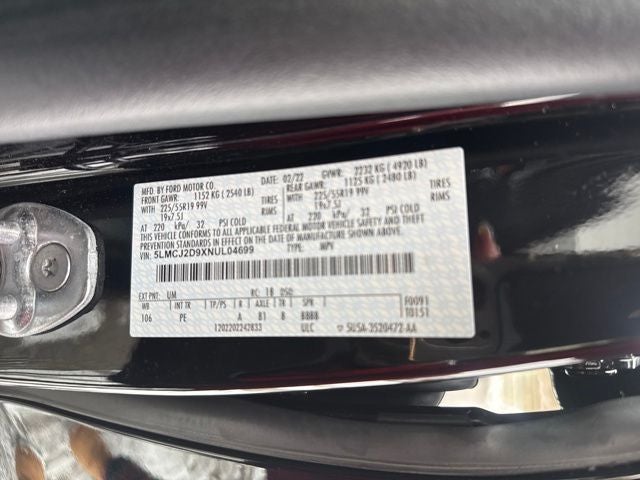 MFD. BY FORD MOTOR CO. DATE: 02/22 GVWR: 2232 KG ( 4920 LB)
FRONT GAWR: 1152 KG ( 2540 LB) REAR GAWR: 1125 KG ( 2480 LB)
WITH 225/55R19 99V TIRES WITH 225/55R19 99V TIRES
19x7.5J RIMS 19x7.5J RIMS
AT 220 kPa/ 32 PSI COLD AT 220 kPa/ 32 PSI COLD
THIS VEHICLE CONFORMS TO ALL APPLICABLE FEDERAL MOTOR VEHICLE SAFETY AND THEFT
PREVENTION STANDARDS IN EFFECT ON THE DATE OF MANUFACTURE SHOWN ABOVE.
VIN: 5LMCJ2D9XNUL04699 TYPE: MPV
EXT PNT: UM RC: 18 DSO:
WB INT TR TP/PS R AXLE TR SPR F0091
106 PE A 81 B BBBB T0151
1202202242833 ULC 5U5A-3520472-AA